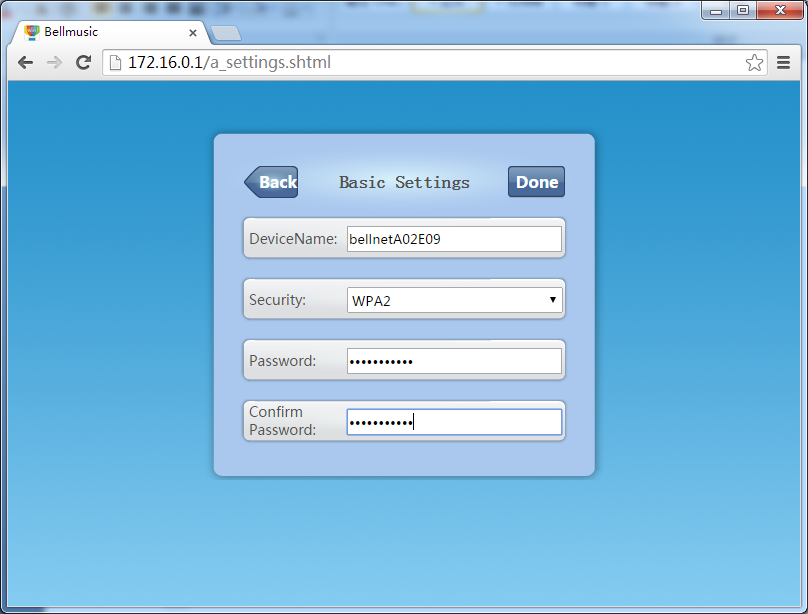 Bellmusic
172.16.0.1/a_settings.shtml
Back
Basic Settings
Done
DeviceName:
bellnetA02E09
Security:
WPA2
Password:
•••••••••••
Confirm
Password:
•••••••••••